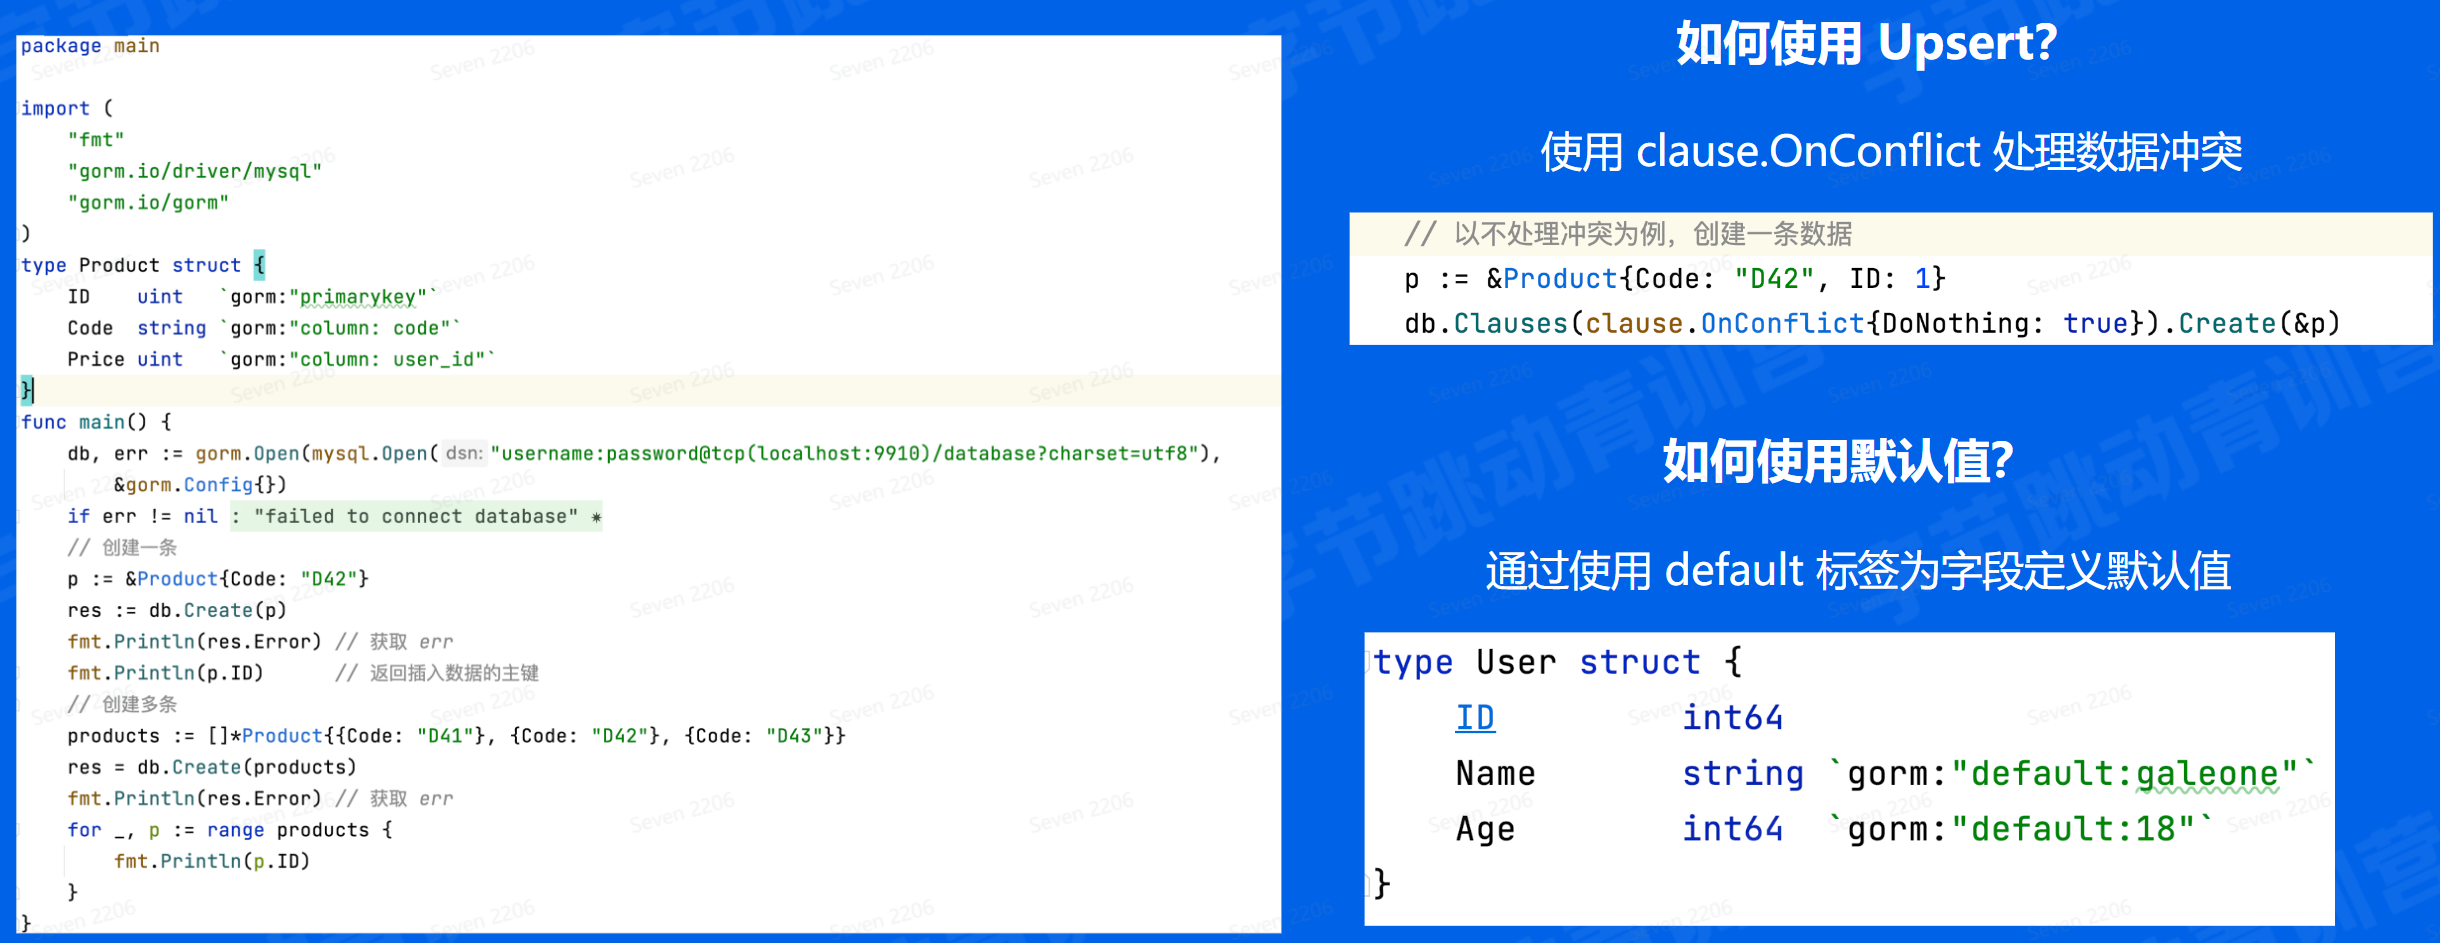 package main
import (
"fmt"
"gorm.io/driver/mysql"
"gorm.io/gorm"
)
type Product struct {
ID uint `gorm:"primarykey"`
Code string `gorm:"column: code"`
Price uint `gorm:"column: user_id"`
}
func main() {
db, err := gorm.Open(mysql.Open( dsn: "username:password@tcp(localhost:9910)/database?charset=utf8"),
&gorm.Config{})
if err != nil : "failed to connect database" *
// 创建一条
p := &Product{Code: "D42"}
res := db.Create(p)
fmt.Println(res.Error) // 获取 err
fmt.Println(p.ID) // 返回插入数据的主键
// 创建多条
products := []*Product{{Code: "D41"}, {Code: "D42"}, {Code: "D43"}}
res = db.Create(products)
fmt.Println(res.Error) // 获取 err
for _, p := range products {
fmt.Println(p.ID)
}
}
如何使用 Upsert?
使用 clause.OnConflict 处理数据冲突
// 以不处理冲突为例，创建一条数据
p := &Product{Code: "D42", ID: 1}
db.Clauses(clause.OnConflict{DoNothing: true}).Create(&p)
如何使用默认值?
通过使用 default 标签为字段定义默认值
type User struct {
ID int64
Name string `gorm:"default:galeone"`
Age int64 `gorm:"default:18"`
}
字节跳动青训营
Seven 2206